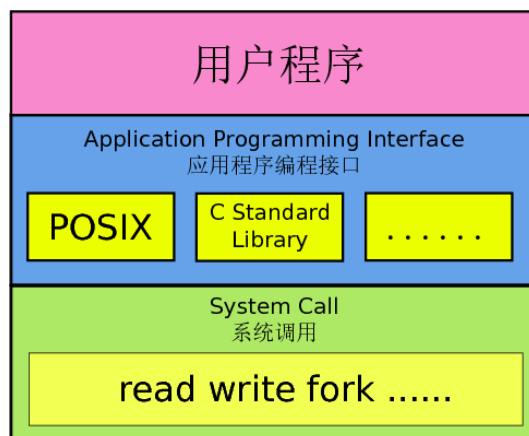 用户程序
Application Programming Interface
应用程序编程接口
POSIX
C Standard
Library
......
System Call
系统调用
read write fork ......